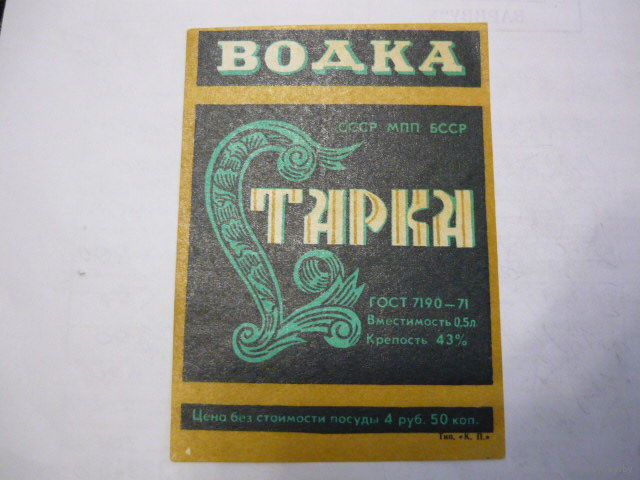 ВОДКА
СССР МПП БССР
СТАРКА
ГОСТ 7190—71
Вместимость 0,5л
Крепость 43%
Цена без стоимости посуды 4 руб. 50 коп.
Тип. «К. П.»